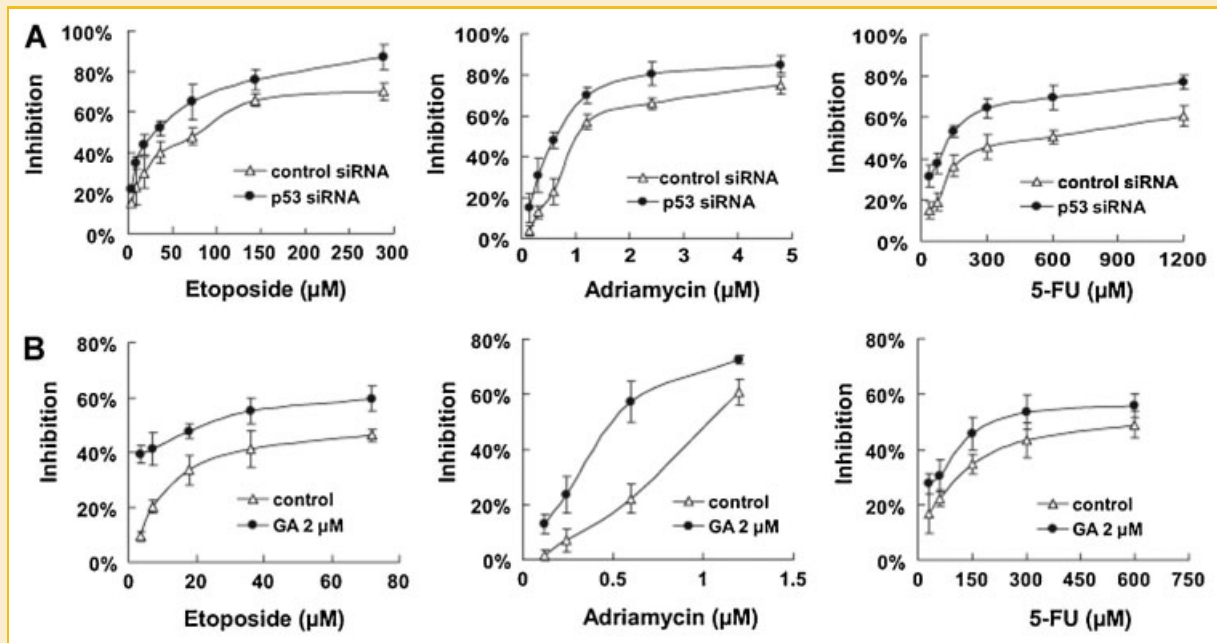 A
Inhibition
100%
80%
60%
40%
20%
0%
control siRNA
p53 siRNA
0 50 100 150 200 250 300
Etoposide (µM)
Inhibition
100%
80%
60%
40%
20%
0%
control siRNA
p53 siRNA
0 1 2 3 4 5
Adriamycin (µM)
Inhibition
100%
80%
60%
40%
20%
0%
control siRNA
p53 siRNA
0 300 600 900 1200
5-FU (µM)
B
Inhibition
80%
60%
40%
20%
0%
control
GA 2 µM
0 20 40 60 80
Etoposide (µM)
Inhibition
80%
60%
40%
20%
0%
control
GA 2 µM
0 0.5 1 1.5
Adriamycin (µM)
Inhibition
80%
60%
40%
20%
0%
control
GA 2 µM
0 150 300 450 600 750
5-FU (µM)